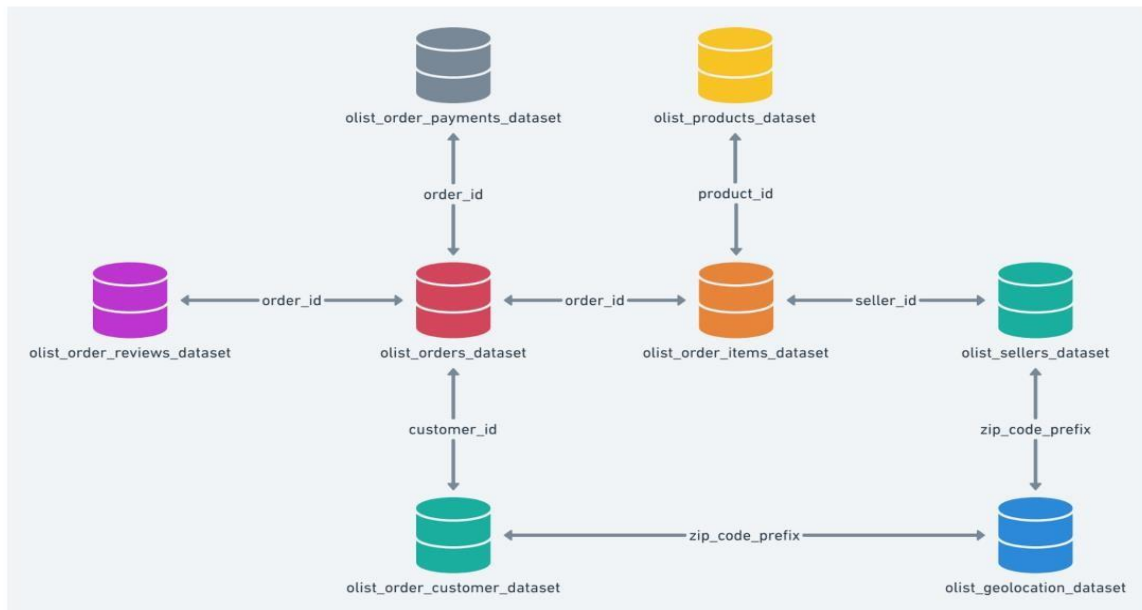 olist_order_payments_dataset
olist_products_dataset
order_id
product_id
order_id
order_id
seller_id
olist_order_reviews_dataset
olist_orders_dataset
olist_order_items_dataset
olist_sellers_dataset
customer_id
zip_code_prefix
zip_code_prefix
olist_order_customer_dataset
olist_geolocation_dataset